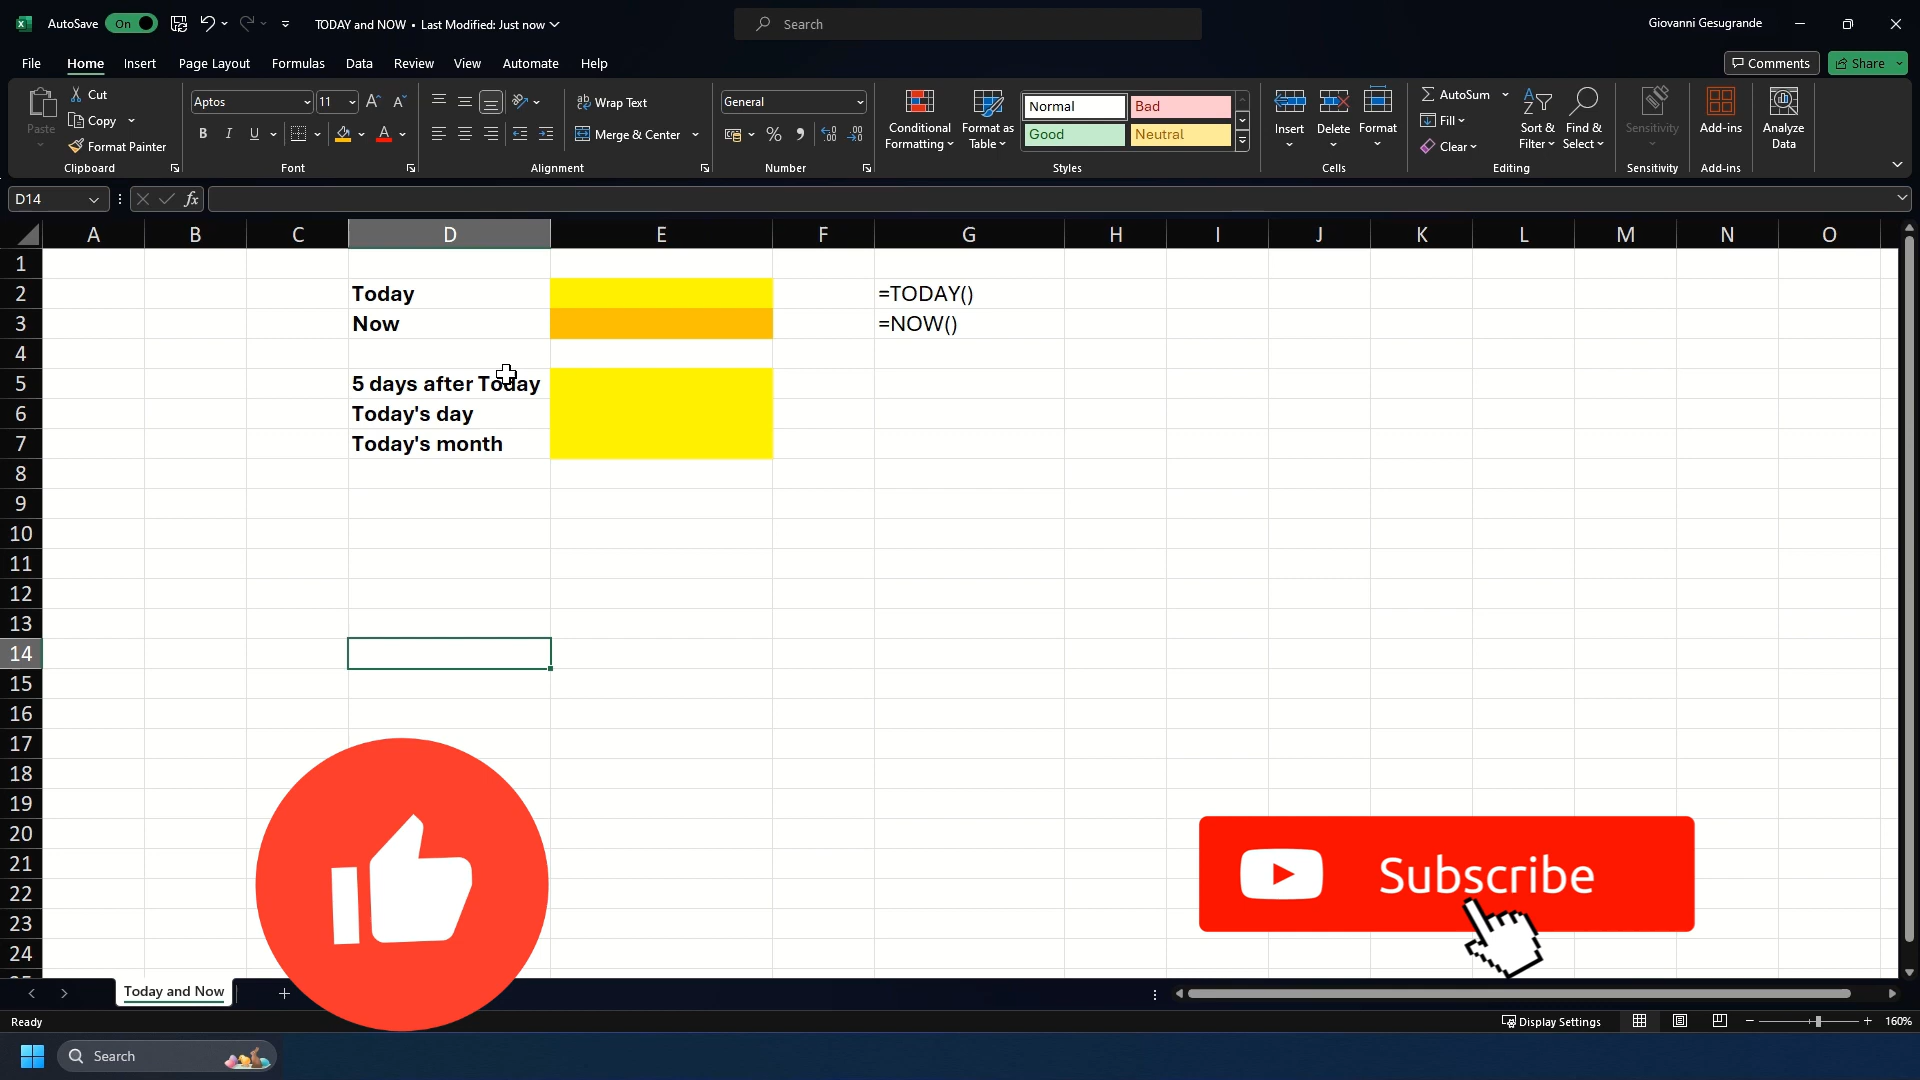 AutoSave On TODAY and NOW • Last Modified: Just now Search Giovanni Gesugrande
File Home Insert Page Layout Formulas Data Review View Automate Help Comments Share
Paste Cut Copy Format Painter Clipboard
Aptos 11 B I U Font
Wrap Text Merge & Center Alignment
General Number
Conditional Formatting Format as Table Normal Bad Good Neutral Styles
Insert Delete Format Cells
AutoSum Fill Clear Sort & Filter Find & Select Editing
Sensitivity Sensitivity
Add-ins Add-ins
Analyze Data
D14 fx
A B C D E F G H I J K L M N O
1
2 Today =TODAY()
3 Now =NOW()
4
5 5 days after Today
6 Today's day
7 Today's month
8
9
10
11
12
13
14
15
16
17
18
19
20
21
22
23
24
Subscribe
Today and Now
Ready Display Settings 160%
Search